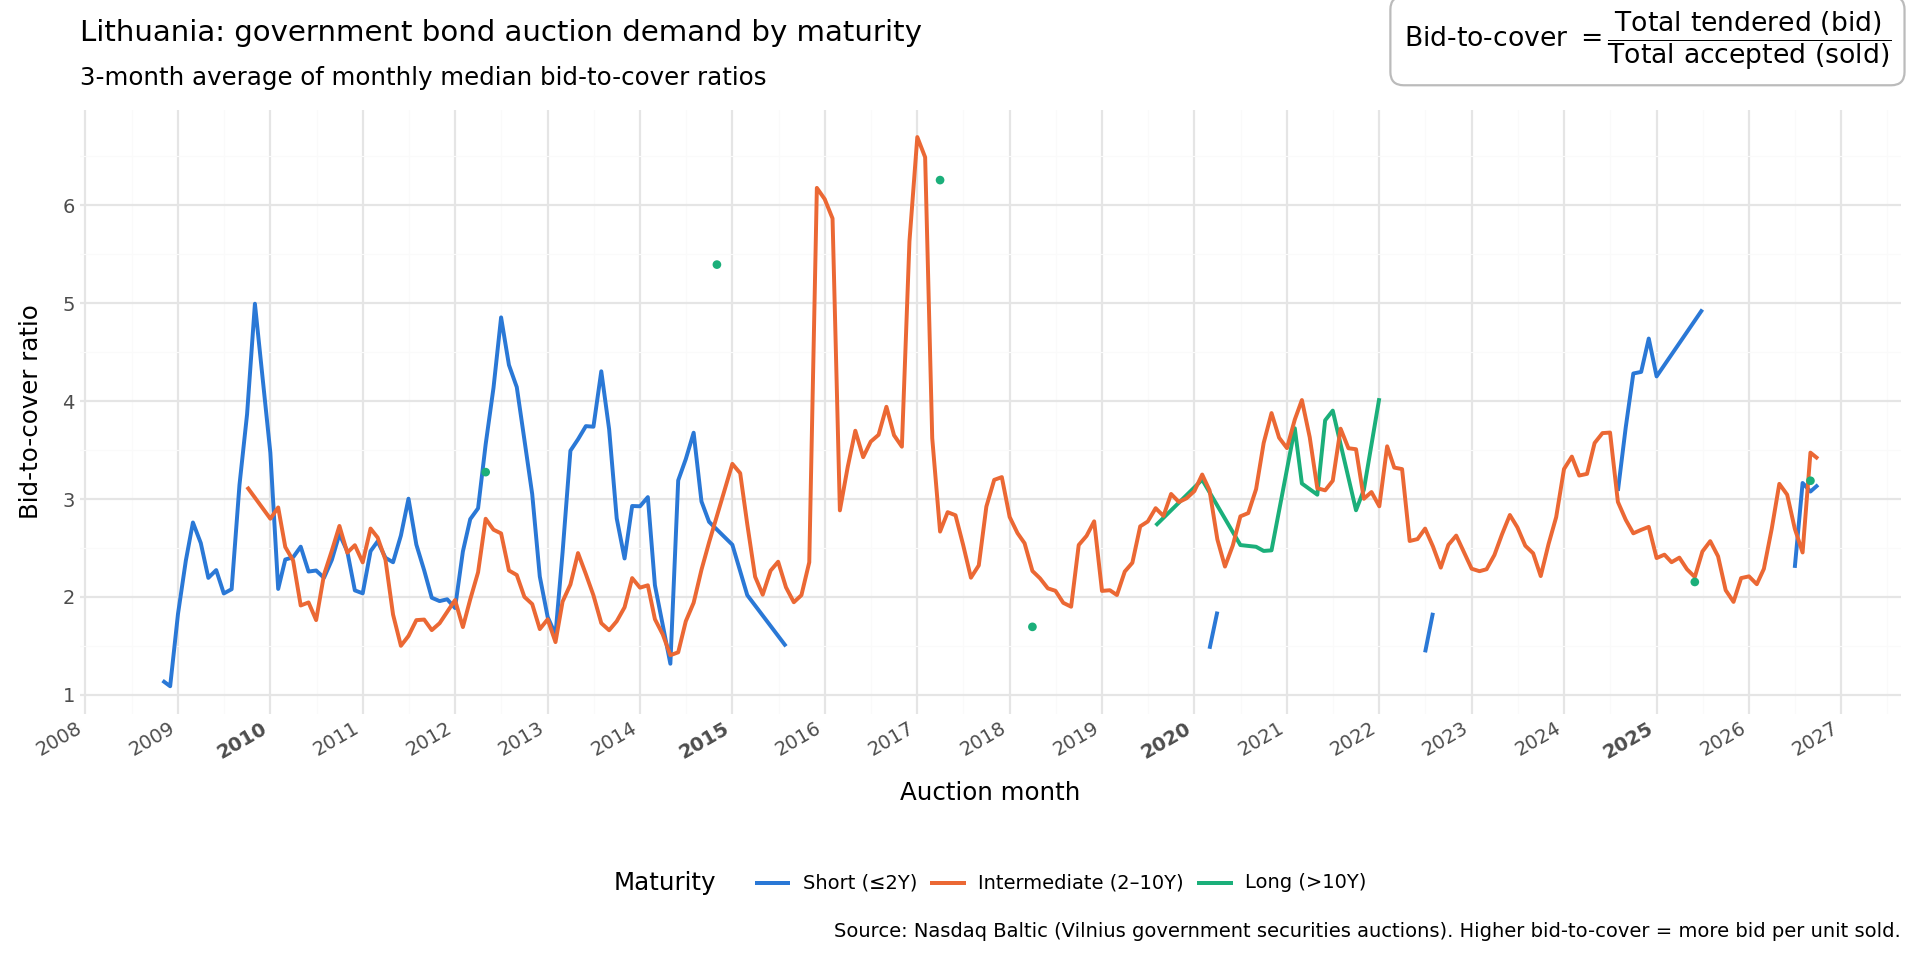 Lithuania: government bond auction demand by maturity
3-month average of monthly median bid-to-cover ratios
Bid-to-cover = Total tendered (bid)
Total accepted (sold)
Bid-to-cover ratio
6
5
4
3
2
1
2008 2009 2010 2011 2012 2013 2014 2015 2016 2017 2018 2019 2020 2021 2022 2023 2024 2025 2026 2027
Auction month
Maturity Short (≤2Y) Intermediate (2–10Y) Long (>10Y)
Source: Nasdaq Baltic (Vilnius government securities auctions). Higher bid-to-cover = more bid per unit sold.